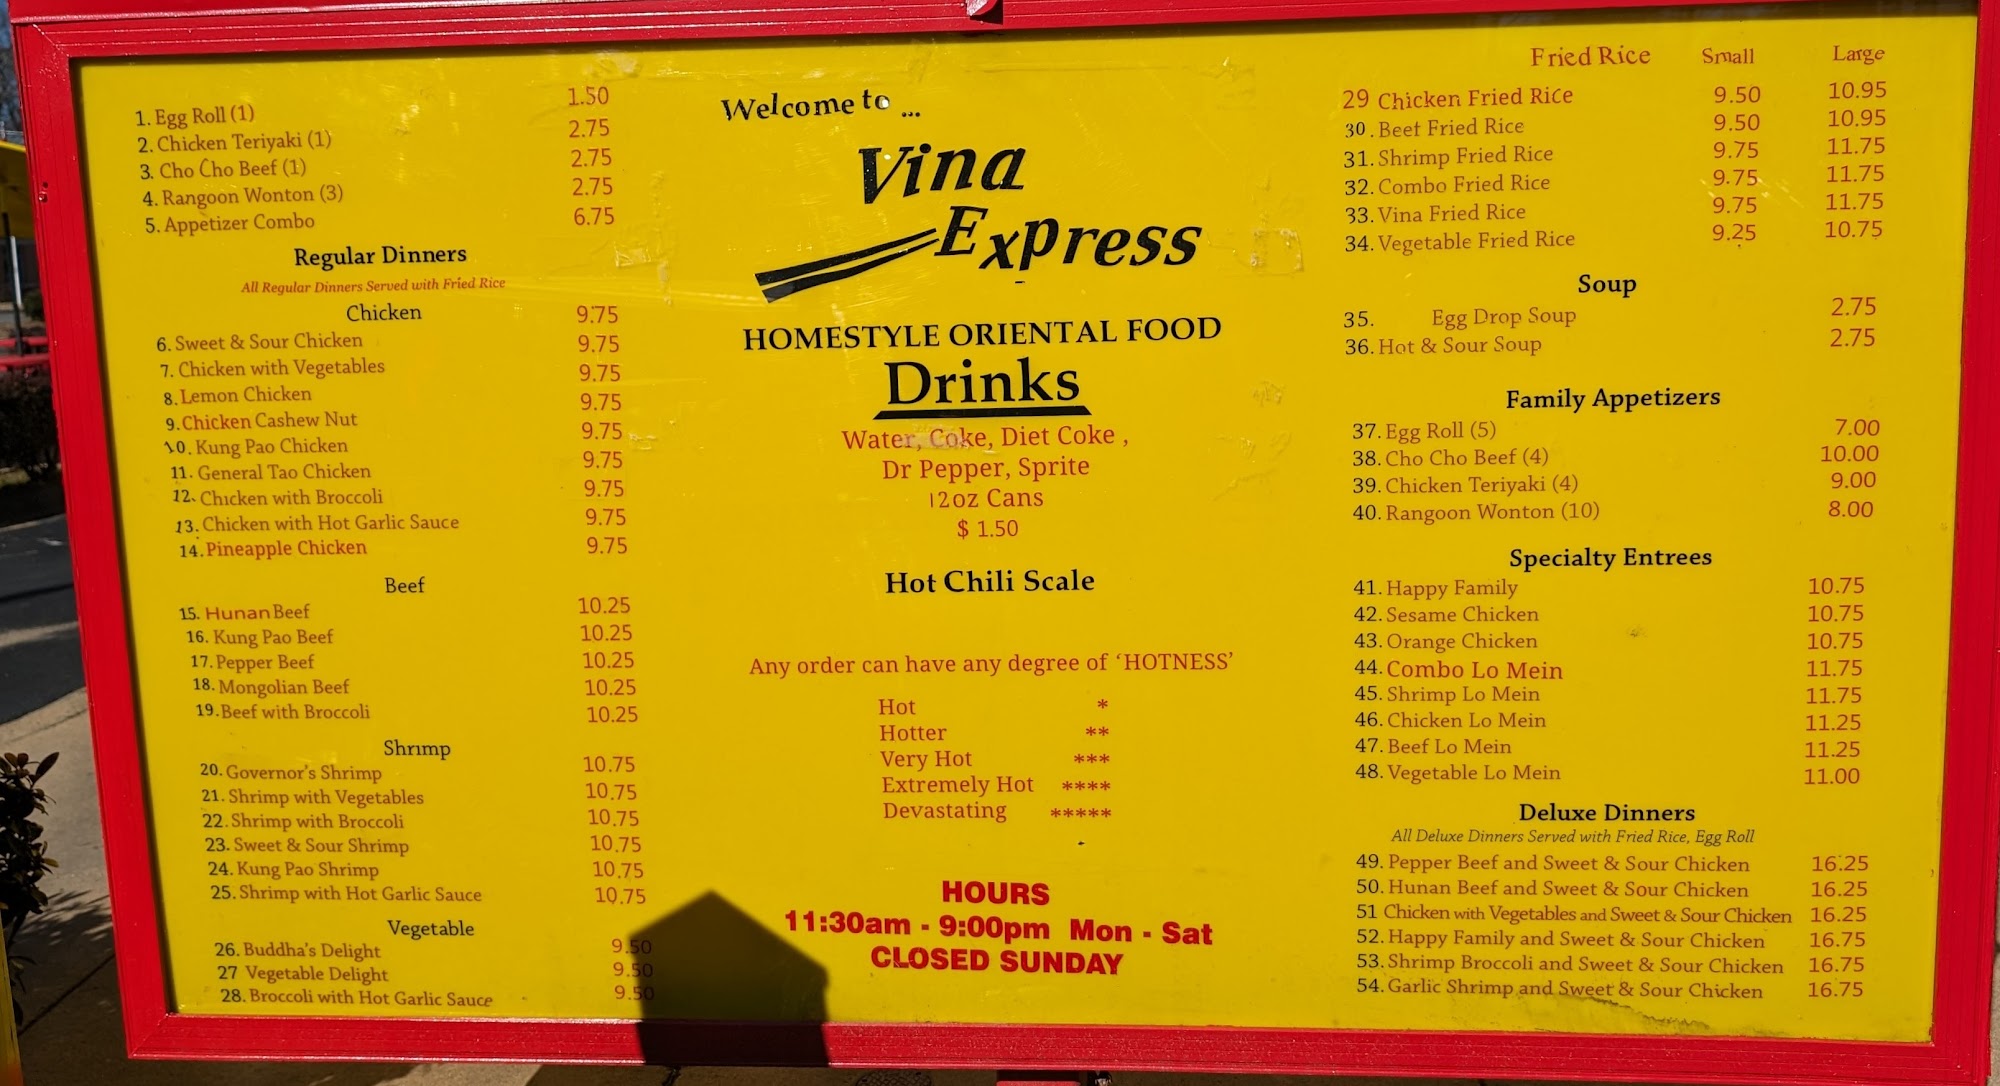 1. Egg Roll (1) 1.50
2. Chicken Teriyaki (1) 2.75
3. Cho Cho Beef (1) 2.75
4. Rangoon Wonton (3) 2.75
5. Appetizer Combo 6.75
Regular Dinners
All Regular Dinners Served with Fried Rice
Chicken
6. Sweet & Sour Chicken 9.75
7. Chicken with Vegetables 9.75
8. Lemon Chicken 9.75
9. Chicken Cashew Nut 9.75
10. Kung Pao Chicken 9.75
11. General Tao Chicken 9.75
12. Chicken with Broccoli 9.75
13. Chicken with Hot Garlic Sauce 9.75
14. Pineapple Chicken 9.75
Beef
15. Hunan Beef 10.25
16. Kung Pao Beef 10.25
17. Pepper Beef 10.25
18. Mongolian Beef 10.25
19. Beef with Broccoli 10.25
Shrimp
20. Governor's Shrimp 10.75
21. Shrimp with Vegetables 10.75
22. Shrimp with Broccoli 10.75
23. Sweet & Sour Shrimp 10.75
24. Kung Pao Shrimp 10.75
25. Shrimp with Hot Garlic Sauce 10.75
Vegetable
26. Buddha's Delight 9.50
27 Vegetable Delight 9.50
28. Broccoli with Hot Garlic Sauce 9.50
Welcome to ...
Vina
Express
HOMESTYLE ORIENTAL FOOD
Drinks
Water, Coke, Diet Coke ,
Dr Pepper, Sprite
12oz Cans
$ 1.50
Hot Chili Scale
Any order can have any degree of ‘HOTNESS’
Hot *
Hotter **
Very Hot ***
Extremely Hot ****
Devastating *****
HOURS
11:30am - 9:00pm Mon - Sat
CLOSED SUNDAY
Fried Rice Small Large
29 Chicken Fried Rice 9.50 10.95
30. Beef Fried Rice 9.50 10.95
31. Shrimp Fried Rice 9.75 11.75
32. Combo Fried Rice 9.75 11.75
33. Vina Fried Rice 9.75 11.75
34. Vegetable Fried Rice 9.25 10.75
Soup
35. Egg Drop Soup 2.75
36. Hot & Sour Soup 2.75
Family Appetizers
37. Egg Roll (5) 7.00
38. Cho Cho Beef (4) 10.00
39. Chicken Teriyaki (4) 9.00
40. Rangoon Wonton (10) 8.00
Specialty Entrees
41. Happy Family 10.75
42. Sesame Chicken 10.75
43. Orange Chicken 10.75
44. Combo Lo Mein 11.75
45. Shrimp Lo Mein 11.75
46. Chicken Lo Mein 11.25
47. Beef Lo Mein 11.25
48. Vegetable Lo Mein 11.00
Deluxe Dinners
All Deluxe Dinners Served with Fried Rice, Egg Roll
49. Pepper Beef and Sweet & Sour Chicken 16.25
50. Hunan Beef and Sweet & Sour Chicken 16.25
51 Chicken with Vegetables and Sweet & Sour Chicken 16.25
52. Happy Family and Sweet & Sour Chicken 16.75
53. Shrimp Broccoli and Sweet & Sour Chicken 16.75
54. Garlic Shrimp and Sweet & Sour Chicken 16.75